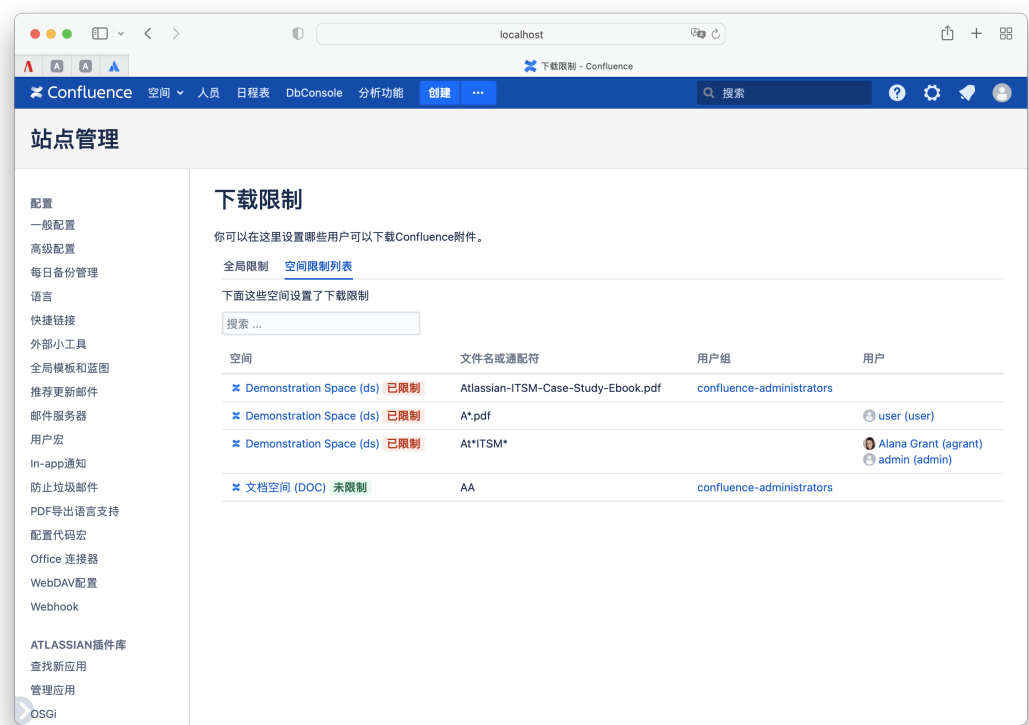 localhost
A
A
下载限制 - Confluence
Confluence 空间 人员 日程表 DbConsole 分析功能 创建 ··· 搜索
站点管理
配置
一般配置
高级配置
每日备份管理
语言
快捷链接
外部小工具
全局模板和蓝图
推荐更新邮件
邮件服务器
用户宏
In-app通知
防止垃圾邮件
PDF导出语言支持
配置代码宏
Office 连接器
WebDAV配置
Webhook
ATLASSIAN插件库
查找新应用
管理应用
OSGi
下载限制
你可以在这里设置哪些用户可以下载Confluence附件。
全局限制 空间限制列表
下面这些空间设置了下载限制
搜索 ...
空间 文件名或通配符 用户组 用户
Demonstration Space (ds) 已限制 Atlassian-ITSM-Case-Study-Ebook.pdf confluence-administrators
Demonstration Space (ds) 已限制 A*.pdf user (user)
Demonstration Space (ds) 已限制 At*ITSM* Alana Grant (agrant)
admin (admin)
文档空间 (DOC) 未限制 AA confluence-administrators